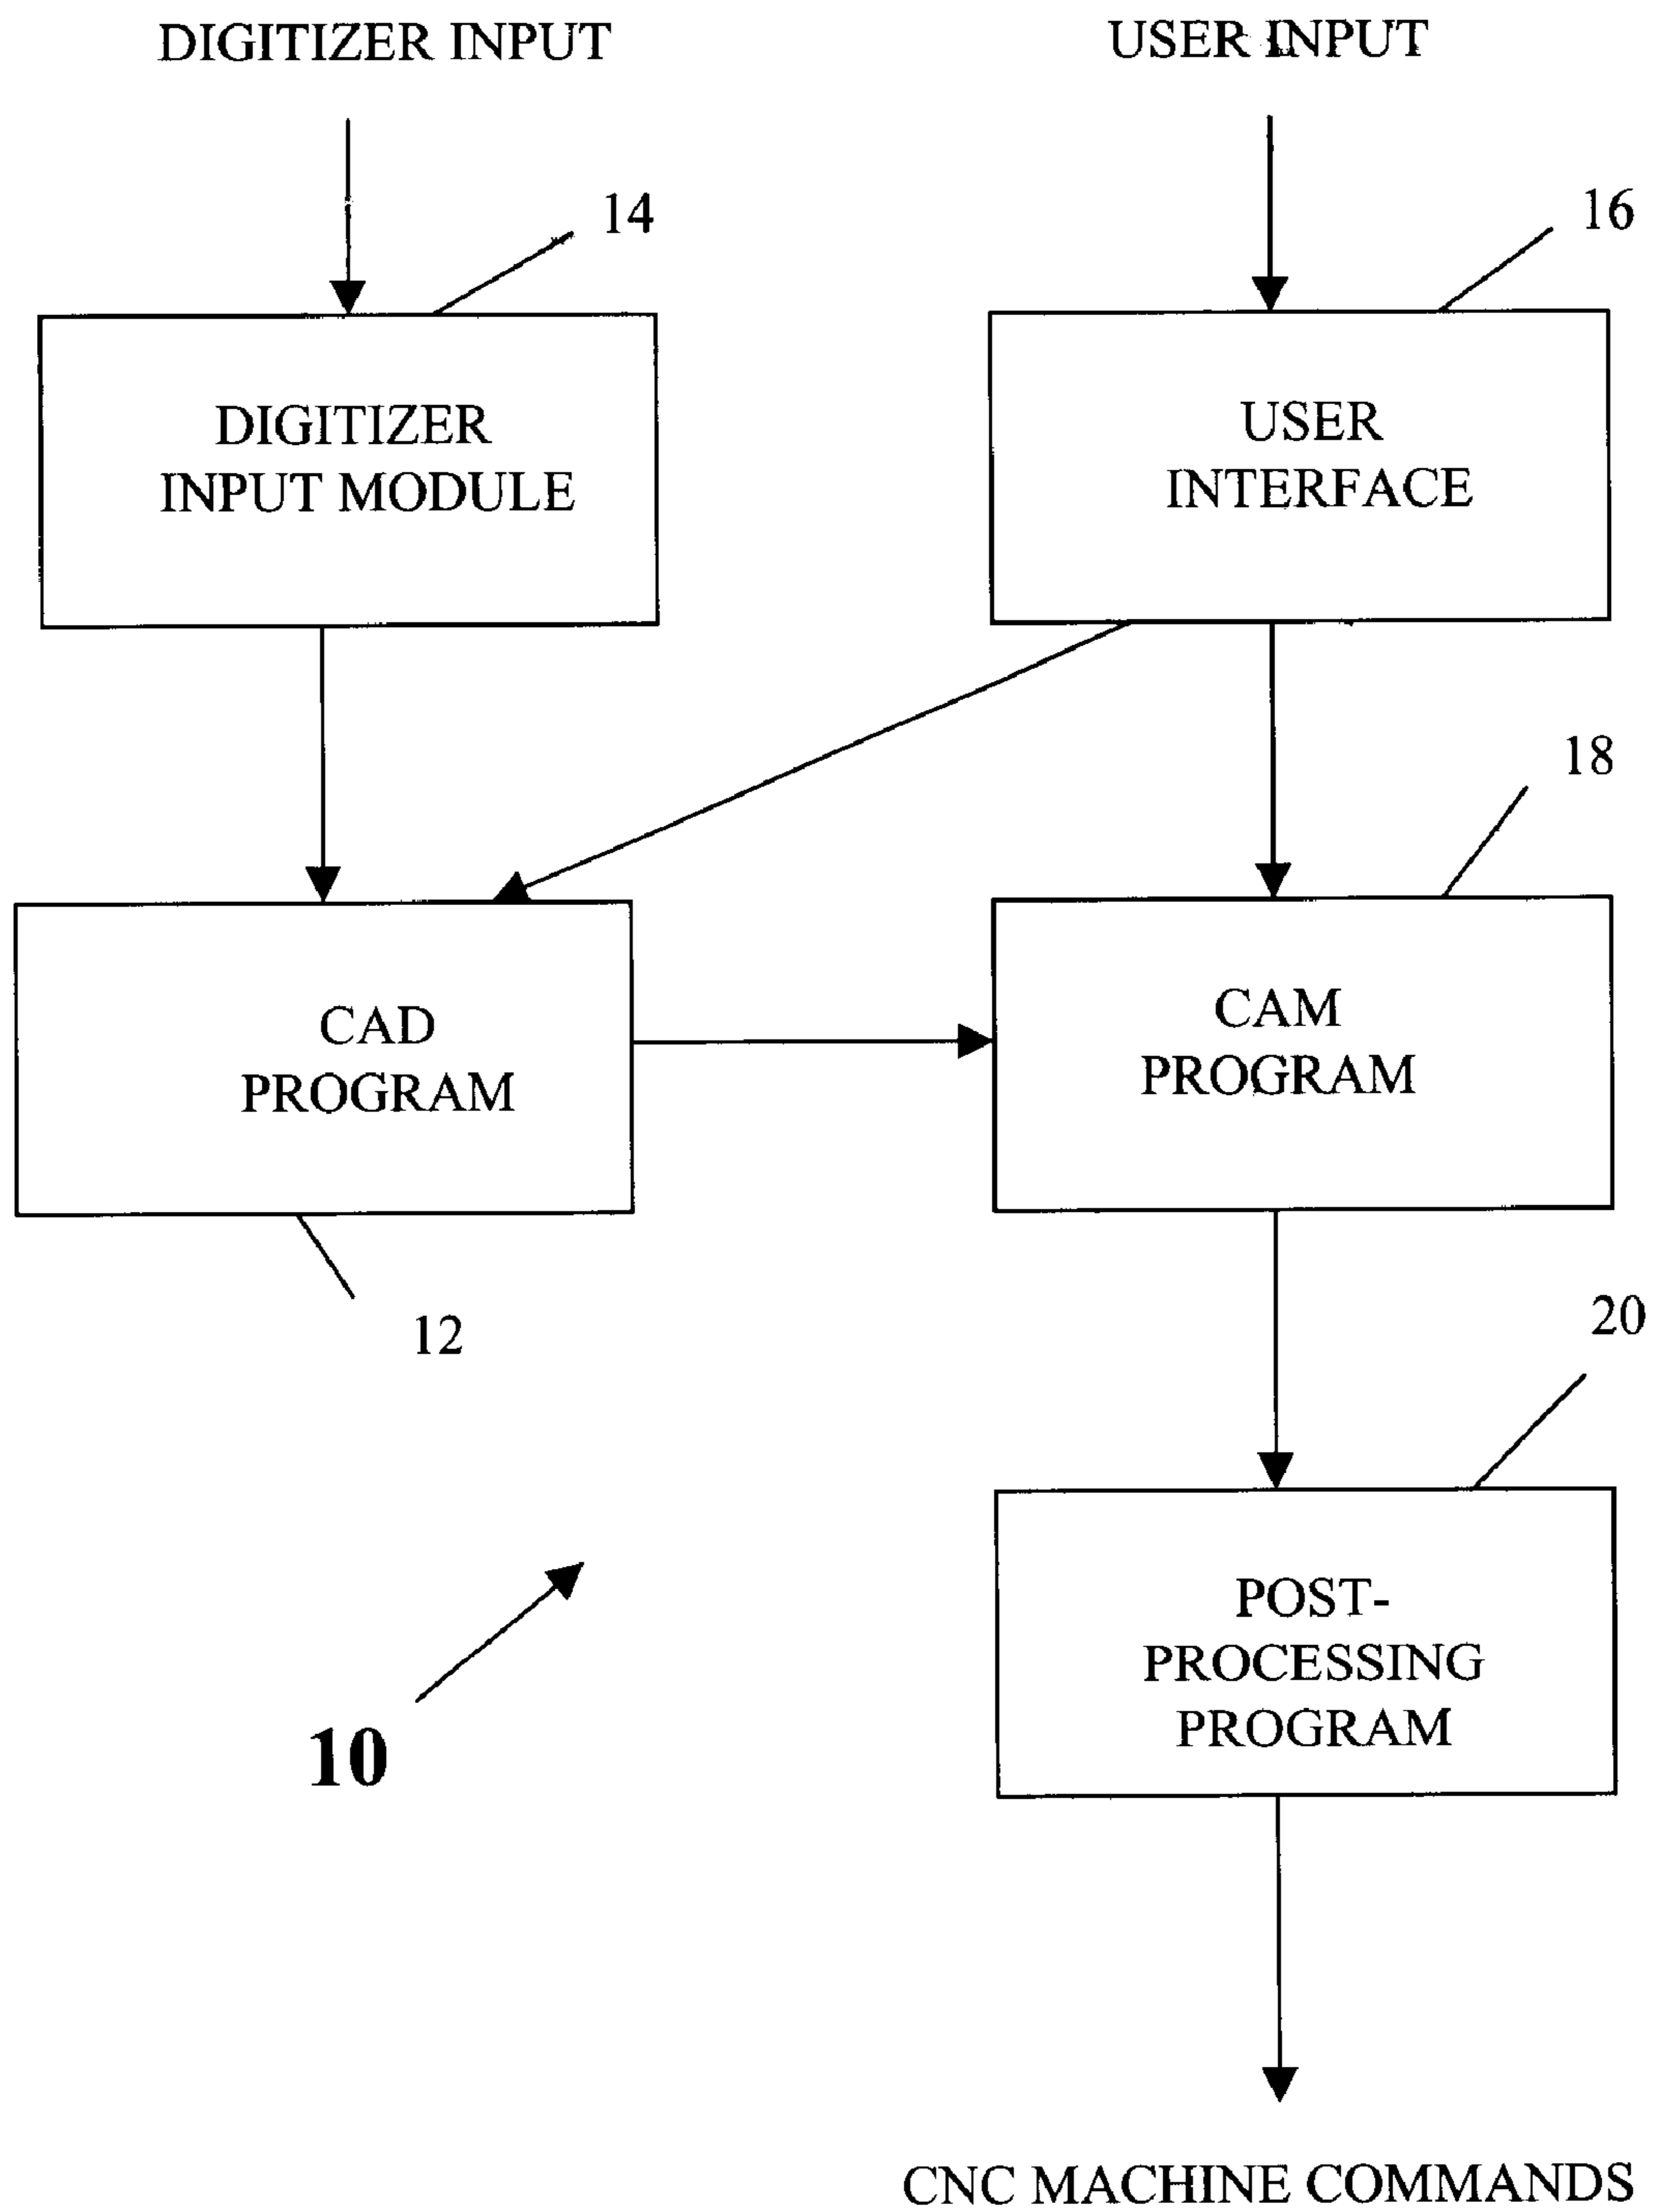 DIGITIZER INPUT
USER INPUT
14
16
DIGITIZER
INPUT MODULE
USER
INTERFACE
18
CAD
PROGRAM
CAM
PROGRAM
12
20
10
POST-
PROCESSING
PROGRAM
CNC MACHINE COMMANDS